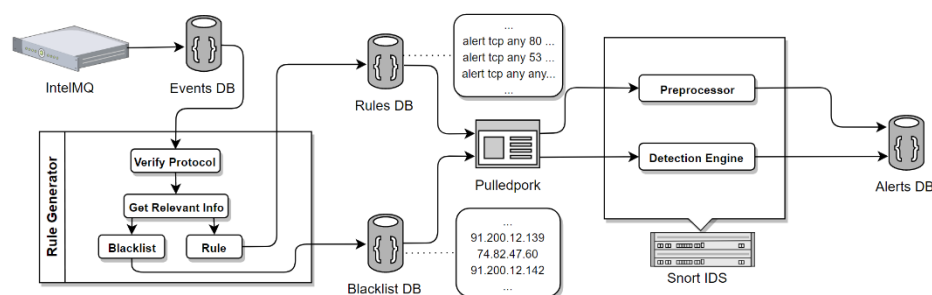 IntelMQ
Events DB
Rule Generator
Verify Protocol
Get Relevant Info
Blacklist
Rule
Rules DB
...
alert tcp any 80 ...
alert tcp any 53 ...
alert tcp any any...
...
Blacklist DB
...
91.200.12.139
74.82.47.60
91.200.12.142
...
Pulledpork
Preprocessor
Detection Engine
Snort IDS
Alerts DB